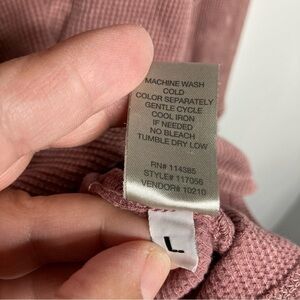 MACHINE WASH
COLD
COLOR SEPARATELY
GENTLE CYCLE
COOL IRON
IF NEEDED
NO BLEACH
TUMBLE DRY LOW
RN# 114385
STYLE# 117056
VENDOR# 10210
L